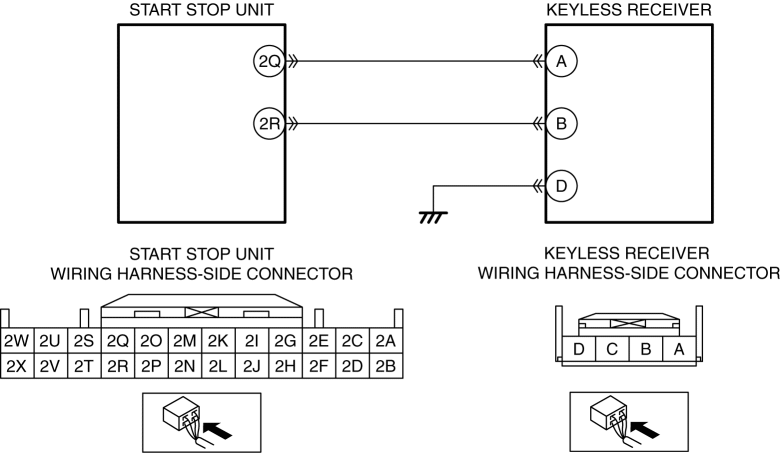 START STOP UNIT
KEYLESS RECEIVER
2Q
A
2R
B
D
START STOP UNIT
WIRING HARNESS-SIDE CONNECTOR
KEYLESS RECEIVER
WIRING HARNESS-SIDE CONNECTOR
2W 2U 2S 2Q 2O 2M 2K 2I 2G 2E 2C 2A
2X 2V 2T 2R 2P 2N 2L 2J 2H 2F 2D 2B
D C B A